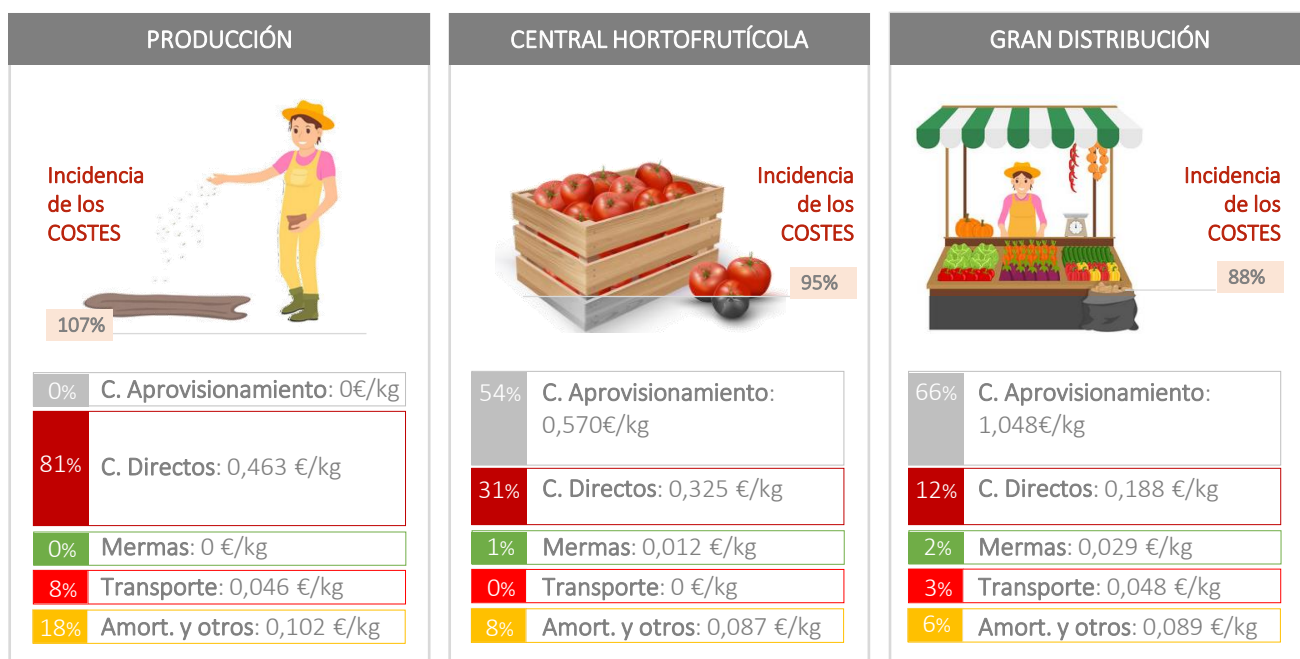 PRODUCCIÓN
Incidencia
de los
COSTES
107%
0% C. Aprovisionamiento: 0€/kg
81% C. Directos: 0,463 €/kg
0% Mermas: 0 €/kg
8% Transporte: 0,046 €/kg
18% Amort. y otros: 0,102 €/kg
CENTRAL HORTOFRUTÍCOLA
Incidencia
de los
COSTES
95%
54% C. Aprovisionamiento:
0,570€/kg
31% C. Directos: 0,325 €/kg
1% Mermas: 0,012 €/kg
0% Transporte: 0 €/kg
8% Amort. y otros: 0,087 €/kg
GRAN DISTRIBUCIÓN
Incidencia
de los
COSTES
88%
66% C. Aprovisionamiento:
1,048€/kg
12% C. Directos: 0,188 €/kg
2% Mermas: 0,029 €/kg
3% Transporte: 0,048 €/kg
6% Amort. y otros: 0,089 €/kg